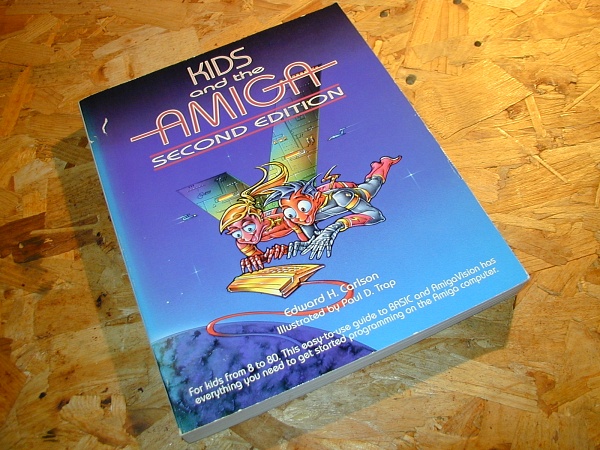 KIDS
and the
AMIGA
SECOND EDITION
Edward H. Carlson
Illustrated by Paul D. Trap
For kids from 8 to 80. This easy-to-use guide to BASIC and AmigaVision has
everything you need to get started programming on the Amiga computer.